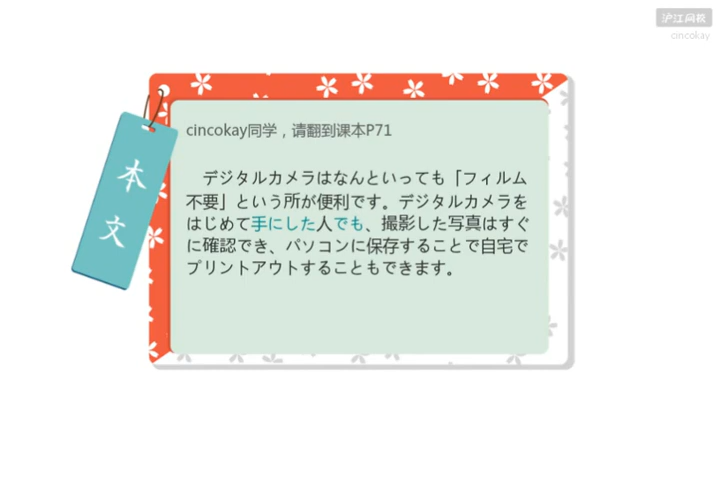 沪江网校
cincokay
本文
cincokay同学，请翻到课本P71
デジタルカメラはなんといっても「フィルム
不要」という所が便利です。デジタルカメラを
はじめて手にした人でも、撮影した写真はすぐ
に確認でき、パソコンに保存することで自宅で
プリントアウトすることもできます。